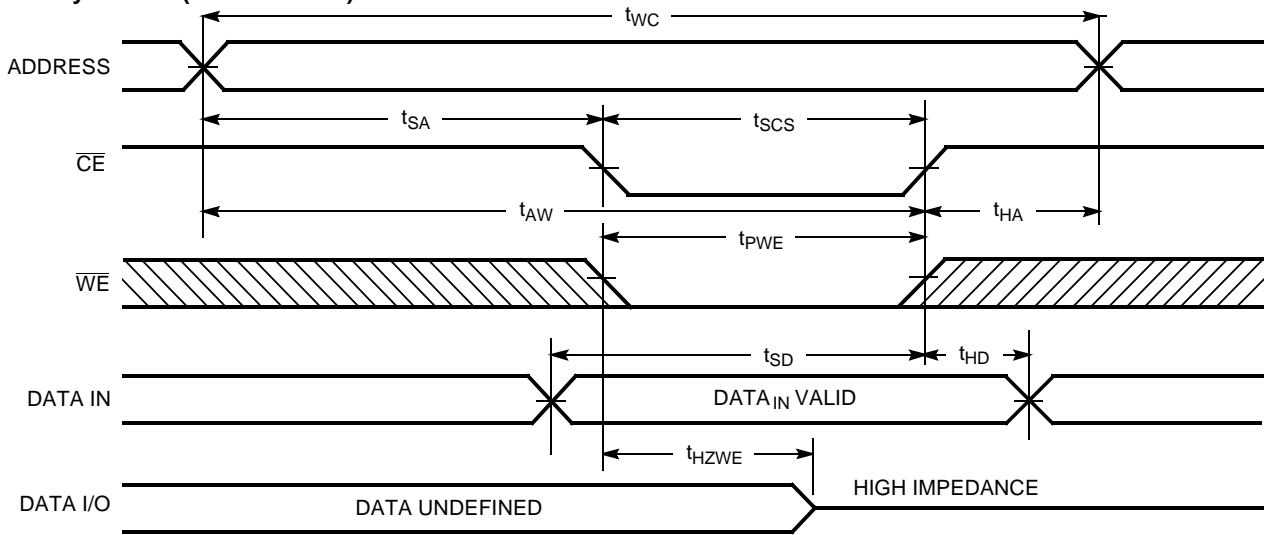 tWC
ADDRESS
tSA
tSCS
CE
tAW
tHA
tPWE
WE
tSD
tHD
DATA IN
DATAIN VALID
tHZWE
HIGH IMPEDANCE
DATA I/O
DATA UNDEFINED